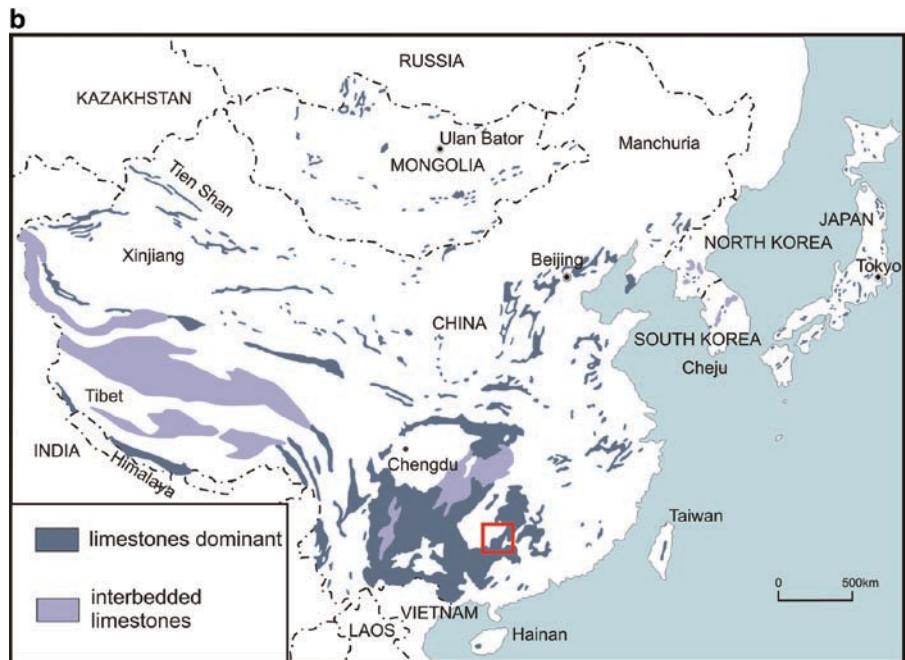 b
RUSSIA
KAZAKHSTAN
Ulan Bator
MONGOLIA
Manchuria
Tien Shan
JAPAN
Xinjiang
NORTH KOREA
Beijing
Tokyo
CHINA
SOUTH KOREA
Cheju
Tibet
INDIA
Himalaya
Chengdu
Taiwan
limestones dominant
0 500km
interbedded
limestones
VIETNAM
LAOS
Hainan